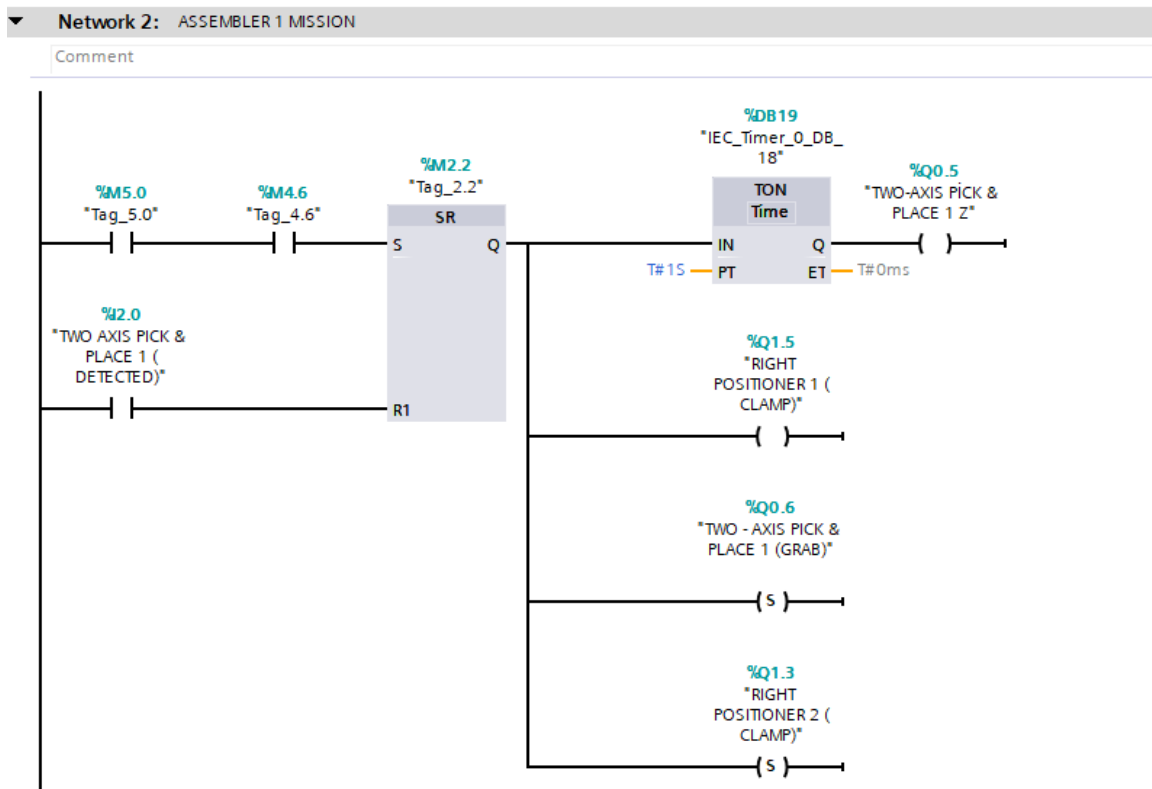 Network 2: ASSEMBLER 1 MISSION
Comment
%M5.0
"Tag_5.0"
%M4.6
"Tag_4.6"
%M2.2
"Tag_2.2"
SR
S
Q
R1
%I2.0
"TWO AXIS PICK &
PLACE 1 (
DETECTED)"
%DB19
"IEC_Timer_0_DB_
18"
TON
Time
IN
Q
T#1S
PT
ET
T#0ms
%Q0.5
"TWO-AXIS PİCK &
PLACE 1 Z"
%Q1.5
"RIGHT
POSITIONER 1 (
CLAMP)"
%Q0.6
"TWO - AXIS PICK &
PLACE 1 (GRAB)"
S
%Q1.3
"RIGHT
POSITIONER 2 (
CLAMP)"
S